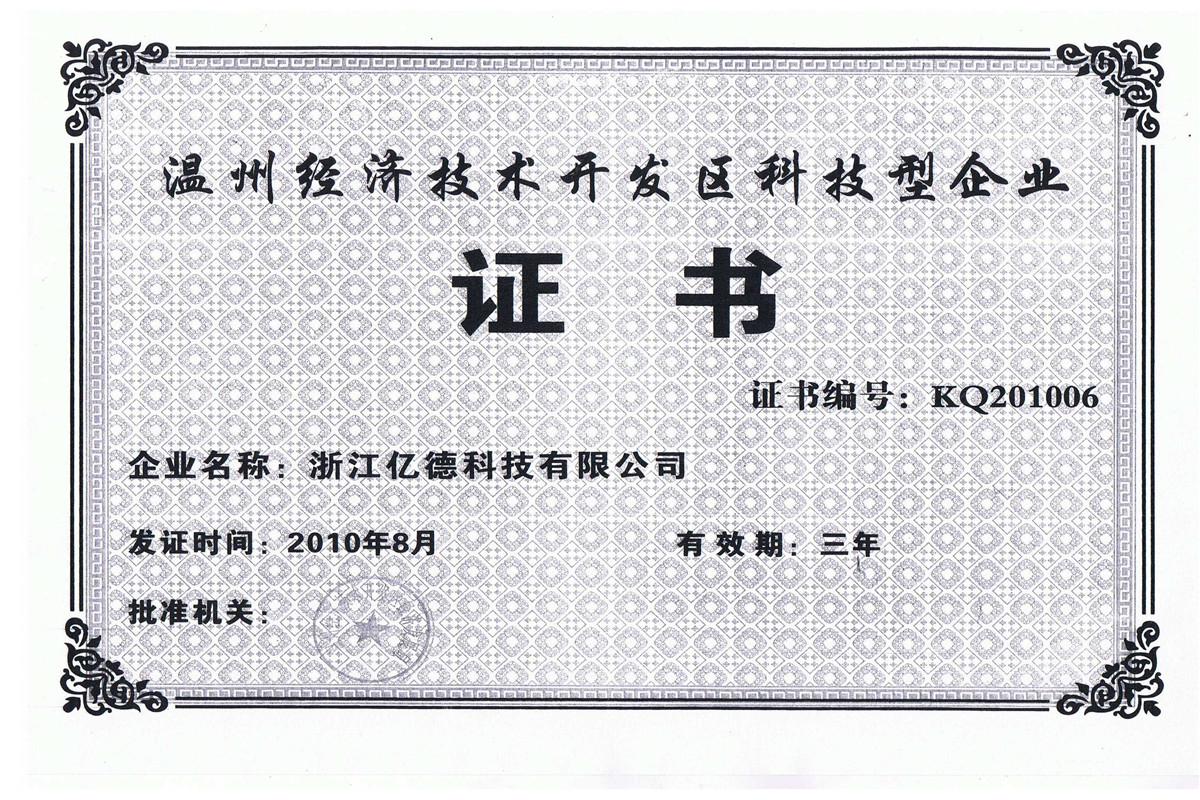 温州经济技术开发区科技型企业
证书
证书编号：KQ201006
企业名称：浙江亿德科技有限公司
发证时间：2010年8月 有效期：三年
批准机关：